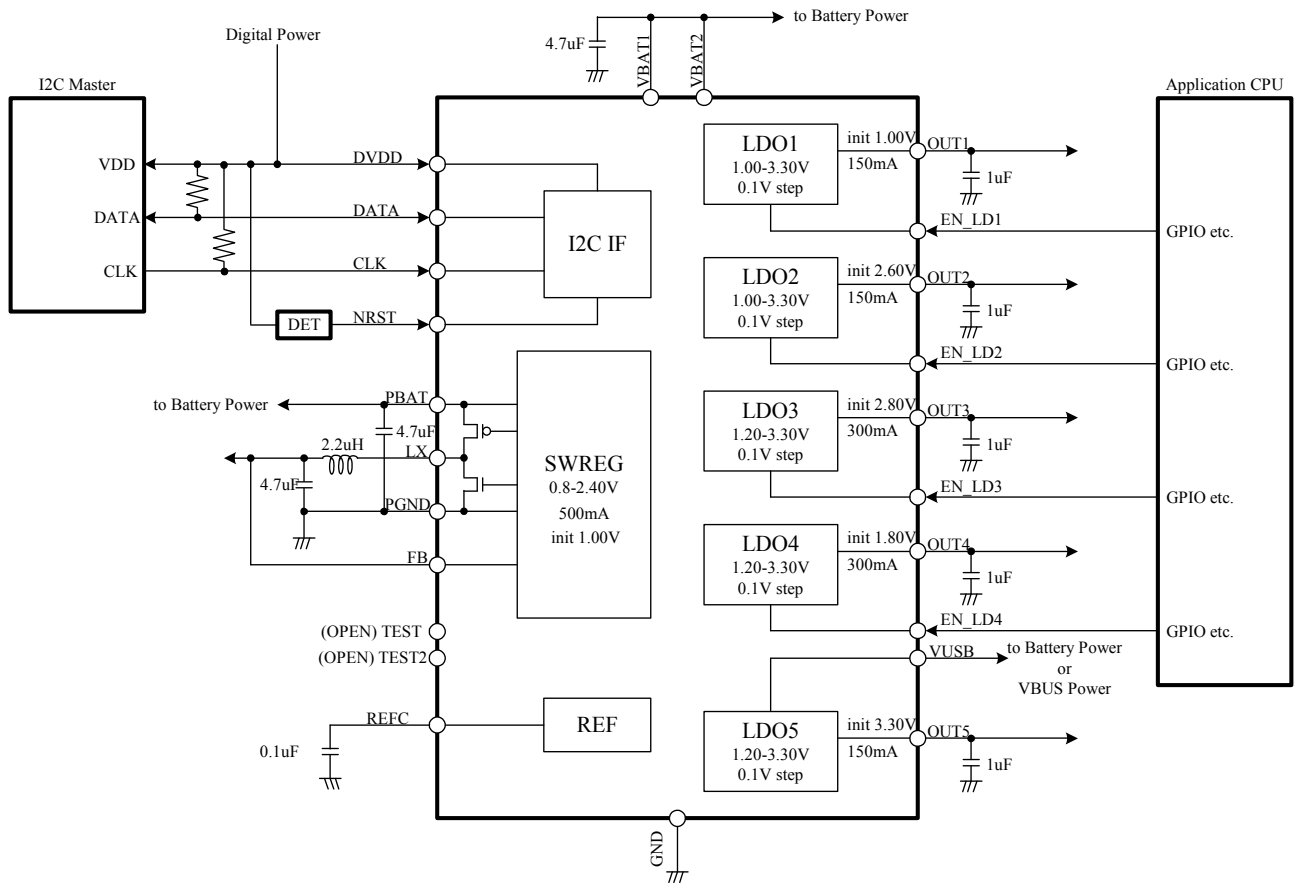 to Battery Power
4.7uF
VBAT1
VBAT2
Digital Power
I2C Master
VDD
DATA
CLK
DVDD
DATA
CLK
DET
NRST
I2C IF
to Battery Power
PBAT
4.7uF
2.2uH
LX
4.7uF
PGND
FB
SWREG
0.8-2.40V
500mA
init 1.00V
(OPEN) TEST
(OPEN) TEST2
REFC
0.1uF
REF
GND
LDO1
1.00-3.30V
0.1V step
init 1.00V
150mA
OUT1
1uF
EN_LD1
LDO2
1.00-3.30V
0.1V step
init 2.60V
150mA
OUT2
1uF
EN_LD2
LDO3
1.20-3.30V
0.1V step
init 2.80V
300mA
OUT3
1uF
EN_LD3
LDO4
1.20-3.30V
0.1V step
init 1.80V
300mA
OUT4
1uF
EN_LD4
VUSB
to Battery Power
or
VBUS Power
LDO5
1.20-3.30V
0.1V step
init 3.30V
150mA
OUT5
1uF
Application CPU
GPIO etc.
GPIO etc.
GPIO etc.
GPIO etc.